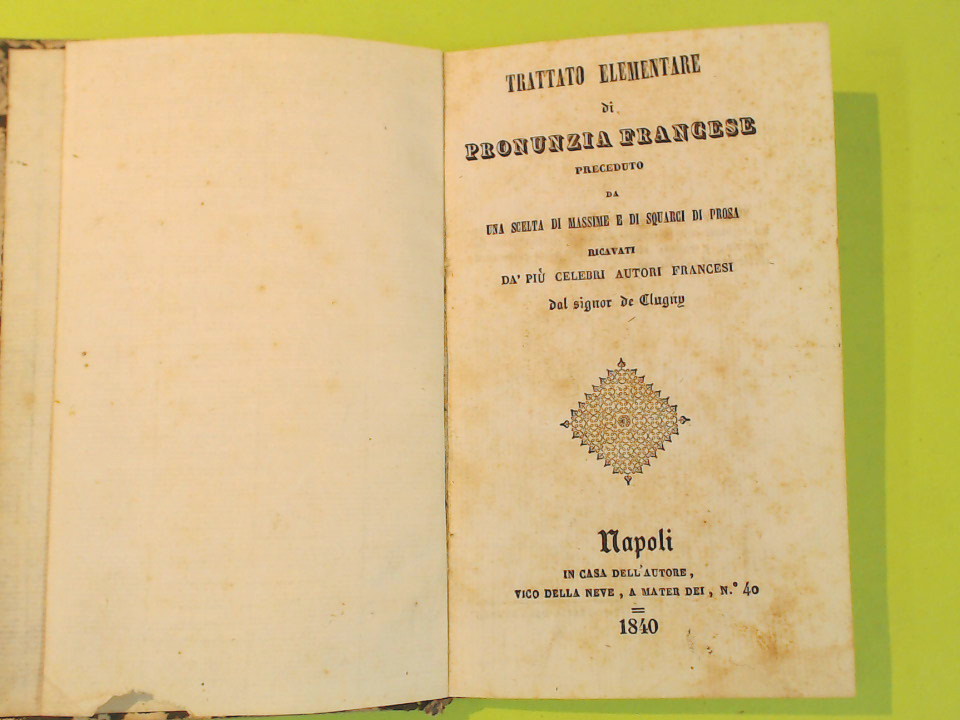 TRATTATO ELEMENTARE
di
PRONUNZIA FRANCESE
PRECEDUTO
DA
UNA SCELTA DI MASSIME E DI SQUARCI DI PROSA
RICAVATI
DA' PIÙ CELEBRI AUTORI FRANCESI
dal signor de Clugny
Napoli
IN CASA DELL'AUTORE,
VICO DELLA NEVE, A MATER DEI, N.° 40
1840